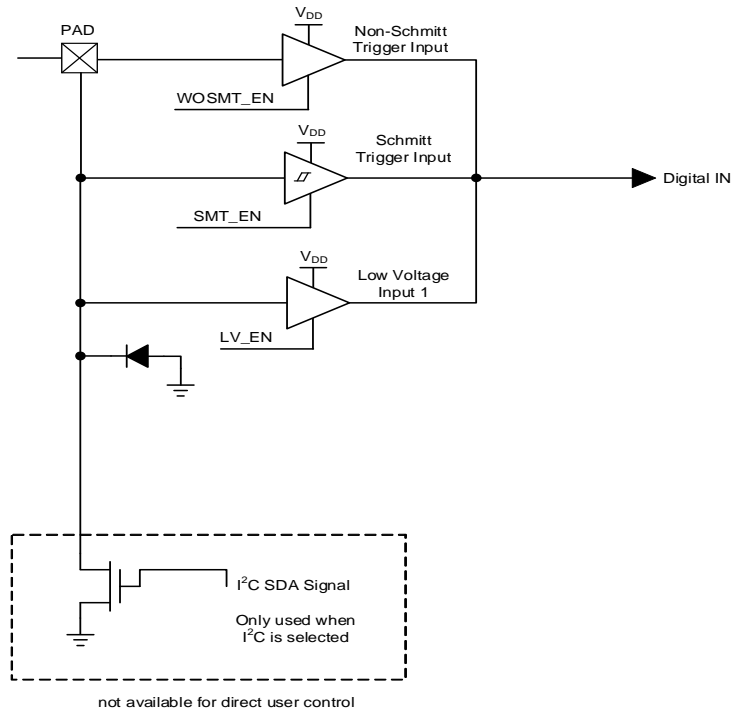 PAD
VDD
Non-Schmitt
Trigger Input
WOSMT_EN
VDD
Schmitt
Trigger Input
SMT_EN
Digital IN
VDD
Low Voltage
Input 1
LV_EN
I²C SDA Signal
Only used when
I²C is selected
not available for direct user control